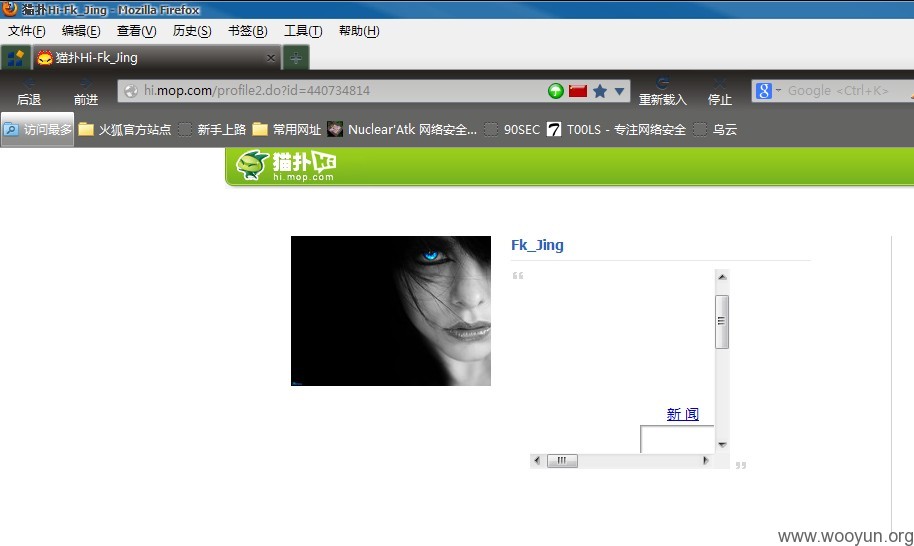 猫扑Hi-Fk_Jing - Mozilla Firefox
文件(F) 编辑(E) 查看(V) 历史(S) 书签(B) 工具(T) 帮助(H)
猫扑Hi-Fk_Jing
后退 前进 hi.mop.com/profile2.do?id=440734814 重新载入 停止 Google <Ctrl+K>
访问最多 火狐官方站点 新手上路 常用网址 Nuclear'Atk 网络安全... 90SEC T00LS - 专注网络安全 乌云
猫扑Hi
hi.mop.com
Fk_Jing
“
新 闻
”
www.wooyun.org